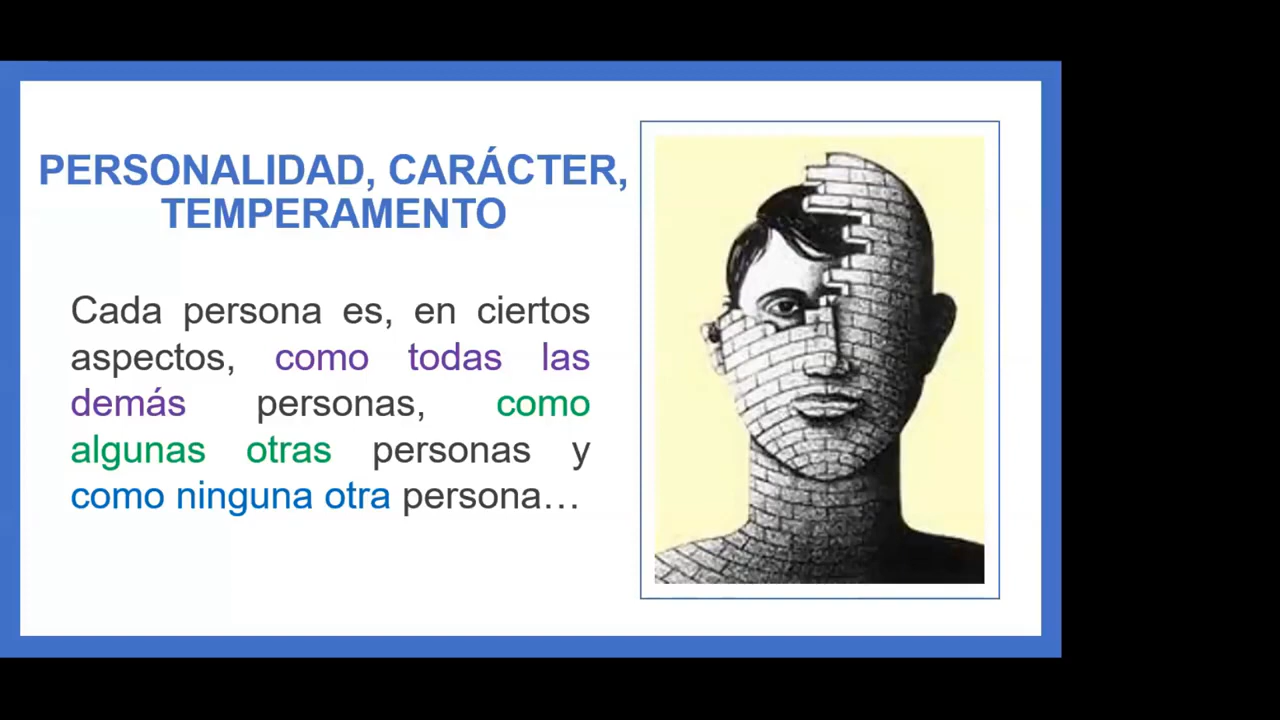 PERSONALIDAD, CARÁCTER,
TEMPERAMENTO
Cada persona es, en ciertos
aspectos, como todas las
demás personas, como
algunas otras personas y
como ninguna otra persona…